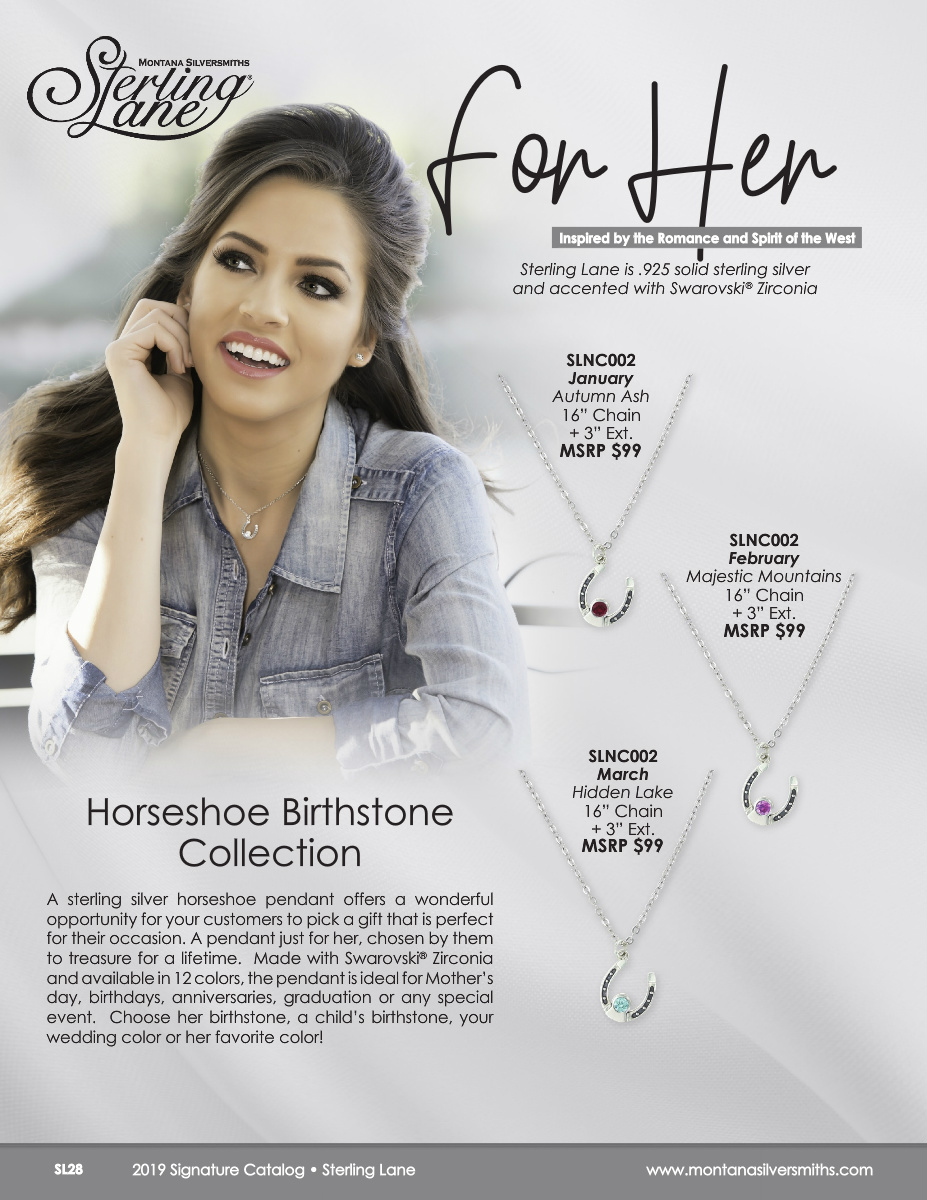 MONTANA SILVERSMITHS
Sterling
Lane®
For Her
Inspired by the Romance and Spirit of the West
Sterling Lane is .925 solid sterling silver
and accented with Swarovski® Zirconia
SLNC002
January
Autumn Ash
16” Chain
+ 3” Ext.
MSRP $99
SLNC002
February
Majestic Mountains
16” Chain
+ 3” Ext.
MSRP $99
SLNC002
March
Hidden Lake
16” Chain
+ 3” Ext.
MSRP $99
Horseshoe Birthstone
Collection
A sterling silver horseshoe pendant offers a wonderful
opportunity for your customers to pick a gift that is perfect
for their occasion. A pendant just for her, chosen by them
to treasure for a lifetime. Made with Swarovski® Zirconia
and available in 12 colors, the pendant is ideal for Mother’s
day, birthdays, anniversaries, graduation or any special
event. Choose her birthstone, a child’s birthstone, your
wedding color or her favorite color!
SL28 2019 Signature Catalog • Sterling Lane www.montanasilversmiths.com